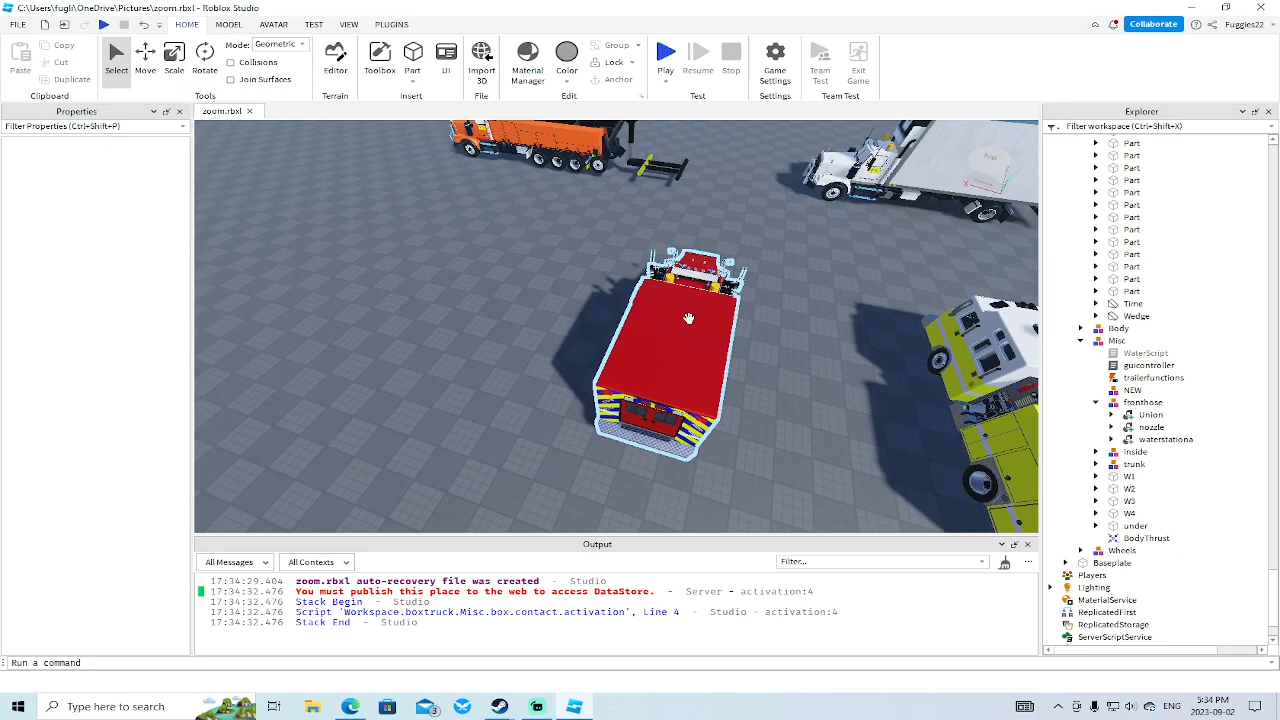 C:\Users\fugli\OneDrive\Pictures\zoom.rbxl - Roblox Studio
FILE HOME MODEL AVATAR TEST VIEW PLUGINS Collaborate Fuggies22
Paste Copy Cut Duplicate Select Move Scale Rotate Mode: Geometric Collisions Join Surfaces Editor Toolbox Part UI Import 3D Material Manager Color Group Lock Anchor Play Resume Stop Game Settings Team Test Exit Game
Clipboard Tools Terrain Insert File Edit Test Settings Team Test
Properties zoom.rbxl Explorer
Filter Properties (Ctrl+Shift+P) Filter workspace (Ctrl+Shift+X)
Part
Part
Part
Part
Part
Part
Part
Part
Part
Part
Part
Part
Part
Time
Wedge
Body
Misc
WaterScript
guicontroller
trailerfunctions
NEW
fronthose
Union
nozzle
waterstationa
inside
trunk
W1
W2
W3
W4
under
BodyThrust
Wheels
Baseplate
Players
Lighting
MaterialService
ReplicatedFirst
ReplicatedStorage
ServerScriptService
TOP
X
Output
All Messages All Contexts Filter...
17:34:29.404 zoom.rbxl auto-recovery file was created - Studio
17:34:32.476 You must publish this place to the web to access DataStore. - Server - activation:4
17:34:32.476 Stack Begin - Studio
17:34:32.476 Script 'Workspace.boxtruck.Misc.box.contact.activation', Line 4 - Studio - activation:4
17:34:32.476 Stack End - Studio
Run a command
Type here to search
3
ENG
5:34 PM
2023-09-02